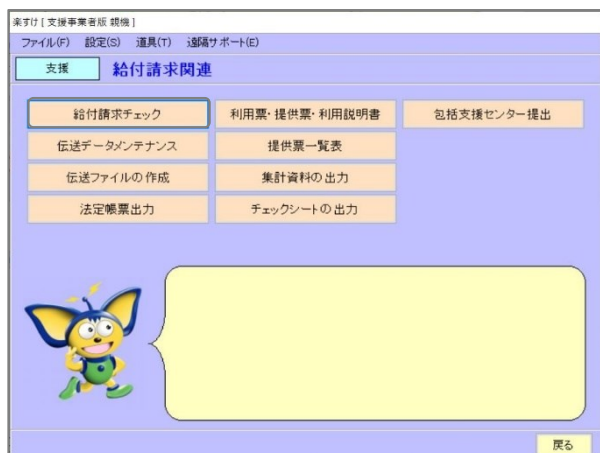 楽すけ [ 支援事業者版 親機 ]
ファイル(F) 設定(S) 道具(T) 遠隔サポート(E)
支援 給付請求関連
給付請求チェック 利用票・提供票・利用説明書 包括支援センター提出
伝送データメンテナンス 提供票一覧表
伝送ファイルの作成 集計資料の出力
法定帳票出力 チェックシートの出力
戻る